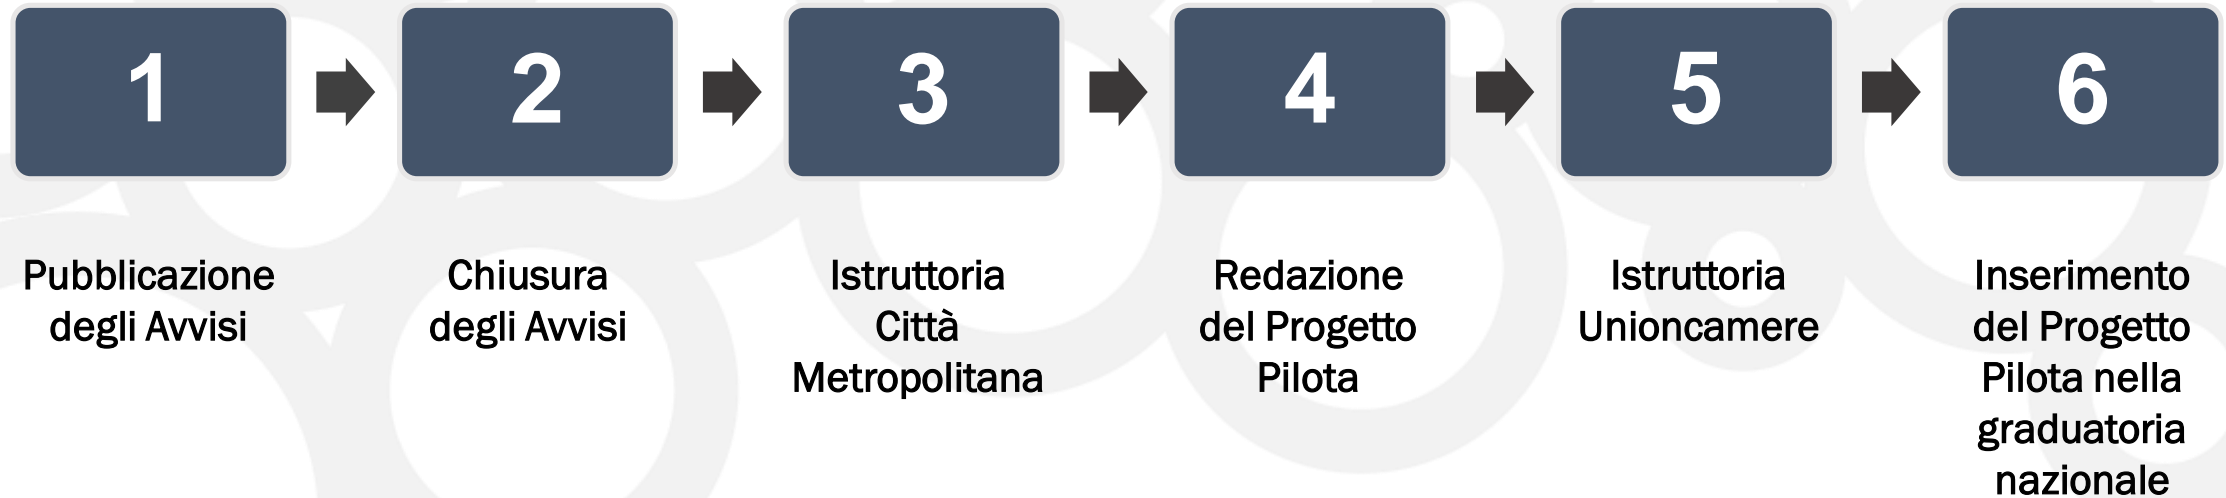 1
2
3
4
5
6
Pubblicazione
degli Avvisi
Chiusura
degli Avvisi
Istruttoria
Città
Metropolitana
Redazione
del Progetto
Pilota
Istruttoria
Unioncamere
Inserimento
del Progetto
Pilota nella
graduatoria
nazionale